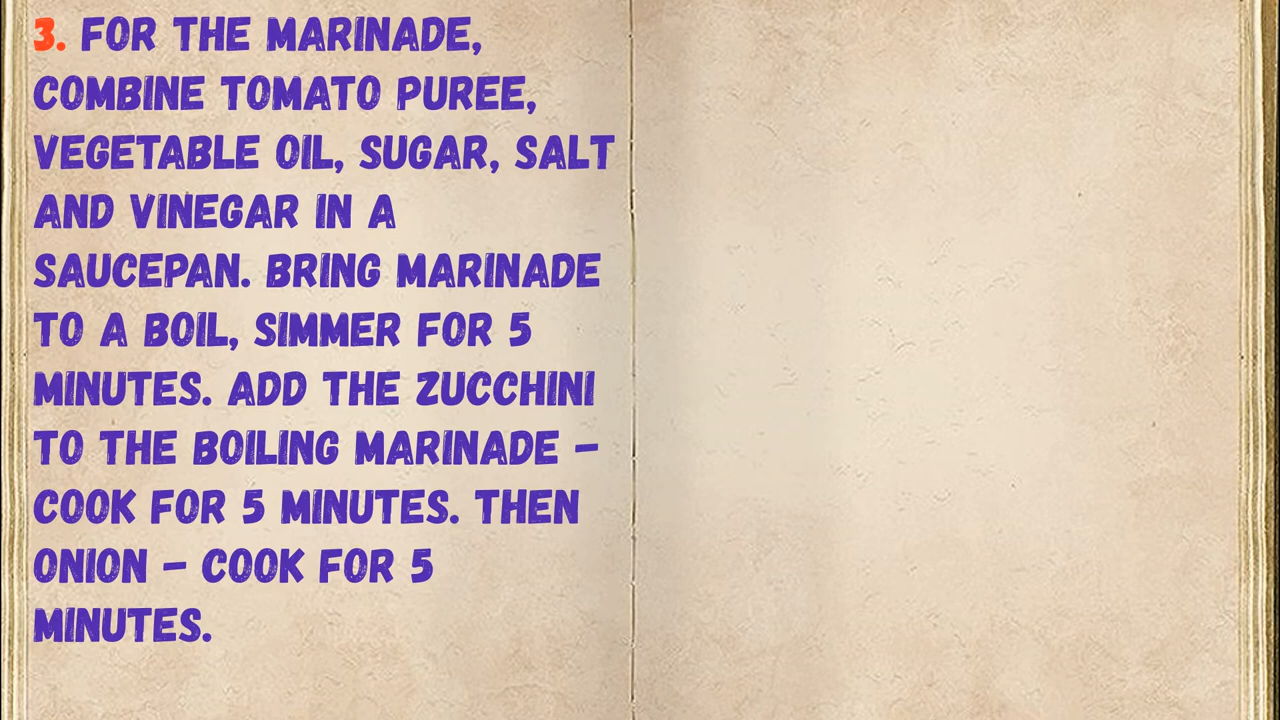 3. FOR THE MARINADE,
COMBINE TOMATO PUREE,
VEGETABLE OIL, SUGAR, SALT
AND VINEGAR IN A
SAUCEPAN. BRING MARINADE
TO A BOIL, SIMMER FOR 5
MINUTES. ADD THE ZUCCHINI
TO THE BOILING MARINADE –
COOK FOR 5 MINUTES. THEN
ONION – COOK FOR 5
MINUTES.